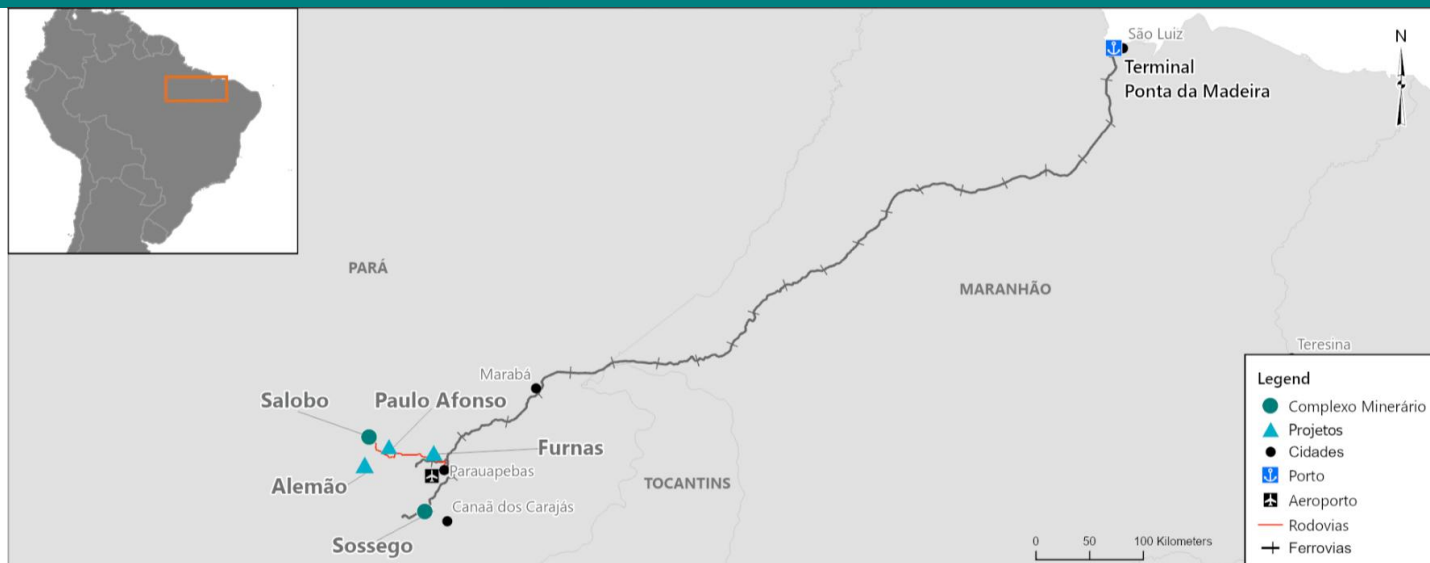 São Luiz
Terminal
Ponta da Madeira
N
PARÁ
MARANHÃO
Teresina
Marabá
Salobo
Paulo Afonso
Furnas
Parauapebas
Alemão
TOCANTINS
Canaã dos Carajás
Sossego
0 50 100 Kilometers
Legend
Complexo Minerário
Projetos
Cidades
Porto
Aeroporto
Rodovias
Ferrovias